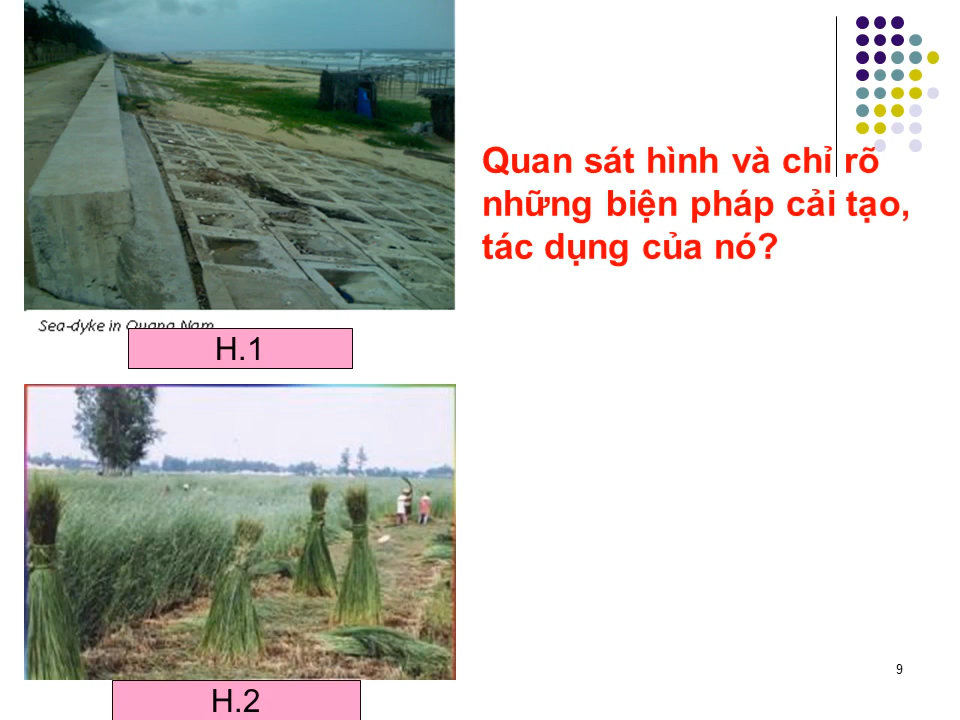 Quan sát hình và chỉ rõ
những biện pháp cải tạo,
tác dụng của nó?
Sea-dyke in Quang Nam
H.1
H.2
9